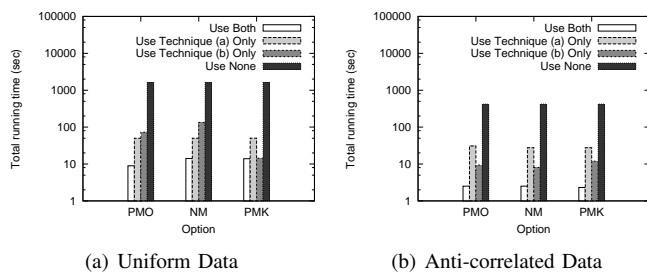 Total running time (sec)
100000
10000
1000
100
10
1
Use Both
Use Technique (a) Only
Use Technique (b) Only
Use None
PMO NM PMK
Option
(a) Uniform Data
Total running time (sec)
100000
10000
1000
100
10
1
Use Both
Use Technique (a) Only
Use Technique (b) Only
Use None
PMO NM PMK
Option
(b) Anti-correlated Data